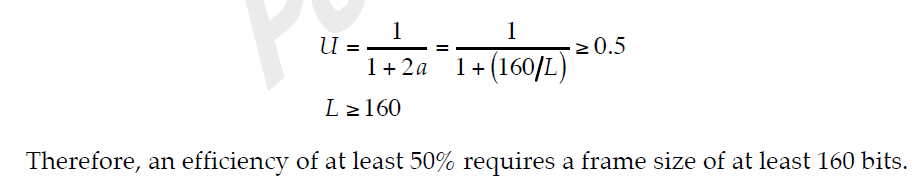 U = 1/(1 + 2a) = 1/(1 + (160/L)) ≥ 0.5
L ≥ 160
Therefore, an efficiency of at least 50% requires a frame size of at least 160 bits.